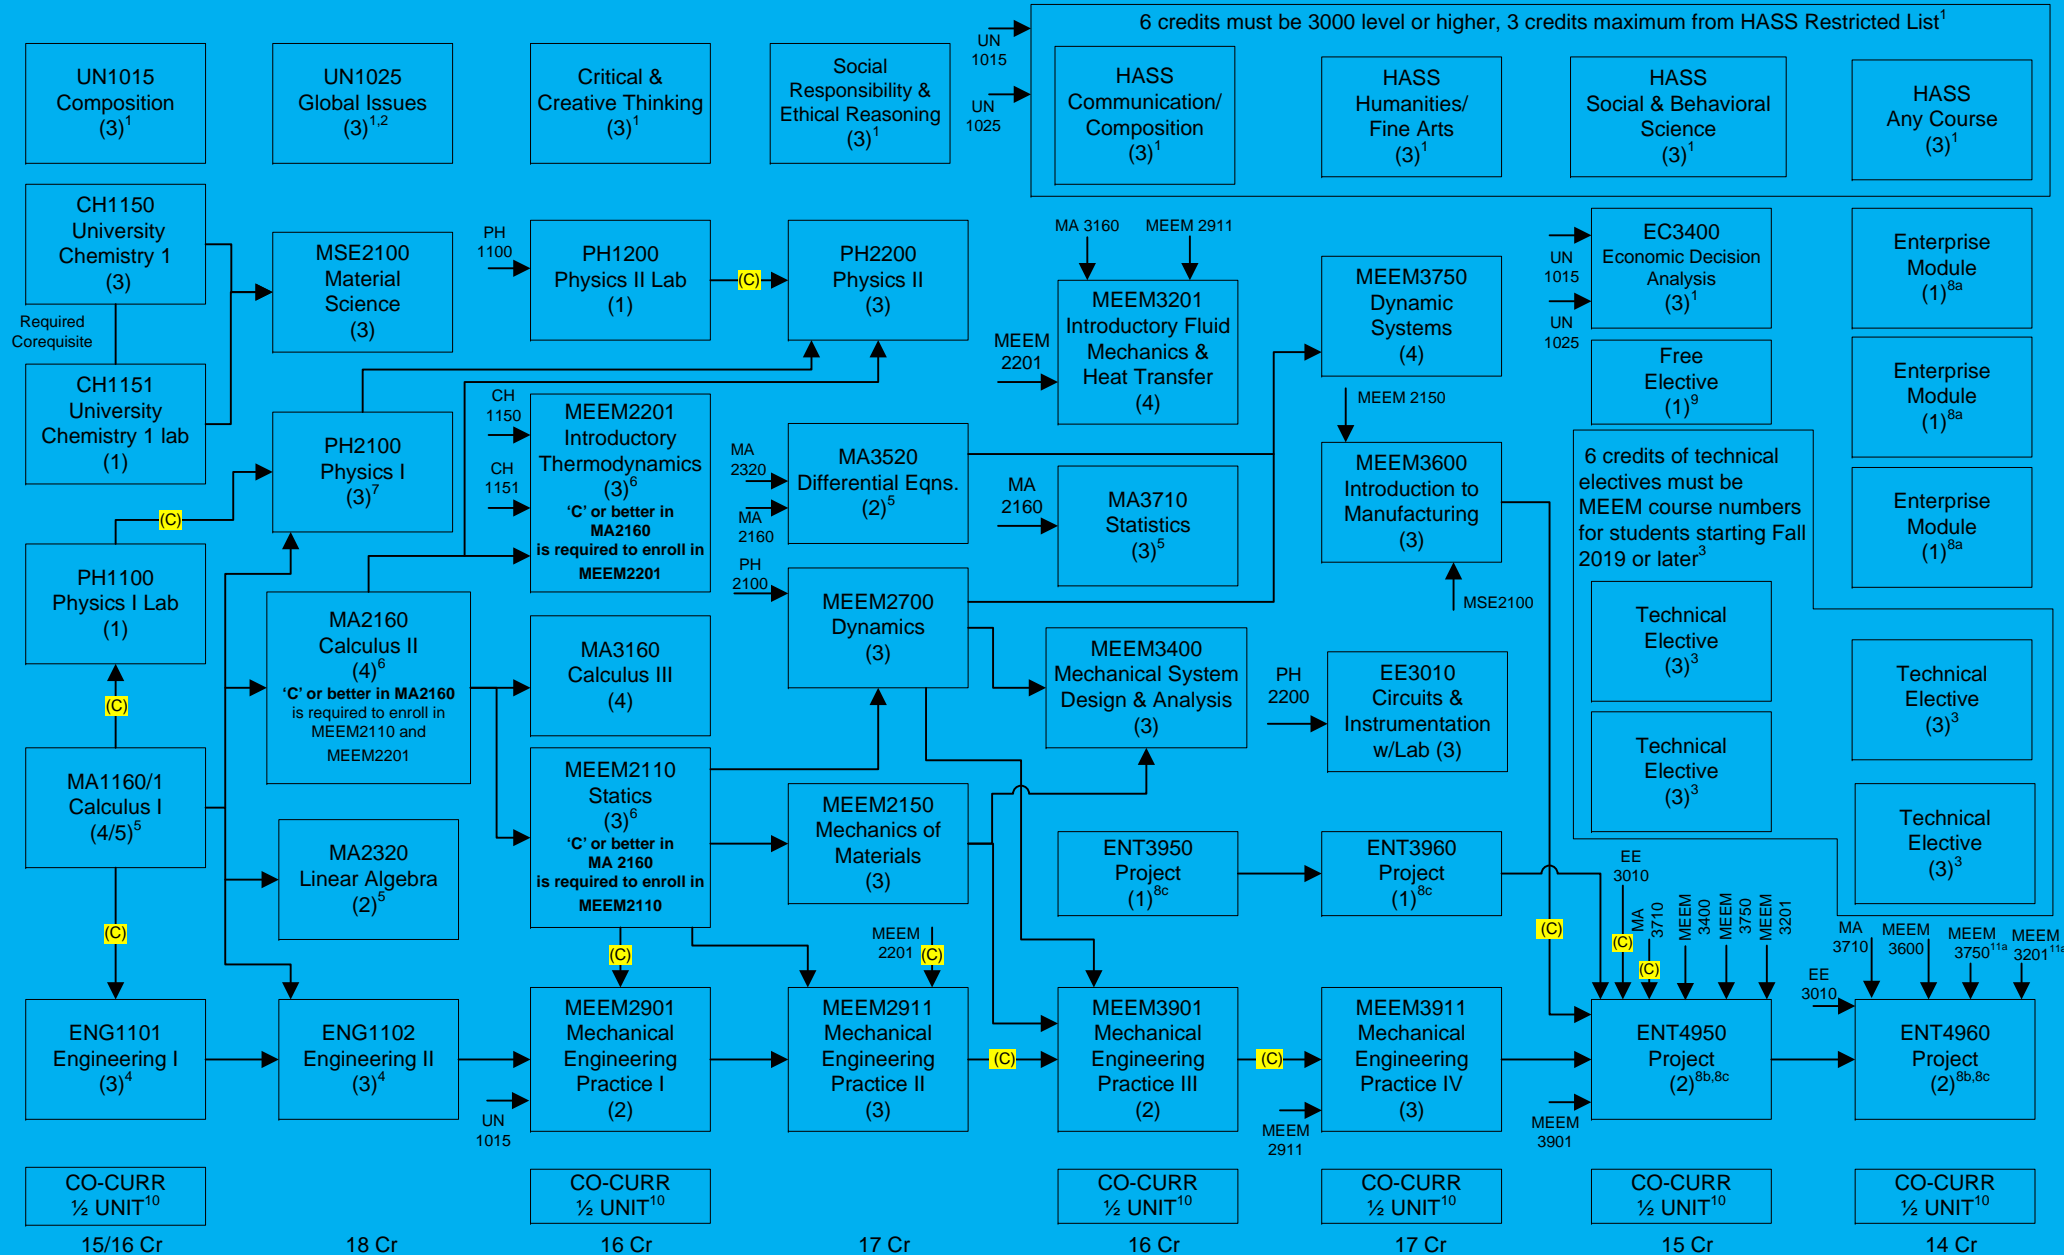 6 credits must be 3000 level or higher, 3 credits maximum from HASS Restricted List1
UN1015
Composition
(3)1
UN1025
Global Issues
(3)1,2
Critical &
Creative Thinking
(3)1
Social
Responsibility &
Ethical Reasoning
(3)1
UN
1015
UN
1025
HASS
Communication/
Composition
(3)1
HASS
Humanities/
Fine Arts
(3)1
HASS
Social & Behavioral
Science
(3)1
HASS
Any Course
(3)1
CH1150
University
Chemistry 1
(3)
Required
Corequisite
CH1151
University
Chemistry 1 lab
(1)
MSE2100
Material
Science
(3)
PH
1100
PH1200
Physics II Lab
(1)
(C)
PH2200
Physics II
(3)
MA 3160
MEEM 2911
MEEM
2201
MEEM3201
Introductory Fluid
Mechanics &
Heat Transfer
(4)
MEEM3750
Dynamic
Systems
(4)
UN
1015
UN
1025
EC3400
Economic Decision
Analysis
(3)1
Free
Elective
(1)9
Enterprise
Module
(1)8a
Enterprise
Module
(1)8a
Enterprise
Module
(1)8a
PH2100
Physics I
(3)7
(C)
CH
1150
CH
1151
MEEM2201
Introductory
Thermodynamics
(3)6
‘C’ or better in
MA2160
is required to enroll in
MEEM2201
MA
2320
MA
2160
MA3520
Differential Eqns.
(2)5
MA
2160
MA3710
Statistics
(3)5
MEEM 2150
MEEM3600
Introduction to
Manufacturing
(3)
MSE2100
6 credits of technical
electives must be
MEEM course numbers
for students starting Fall
2019 or later3
Technical
Elective
(3)3
Technical
Elective
(3)3
Technical
Elective
(3)3
Technical
Elective
(3)3
PH1100
Physics I Lab
(1)
(C)
MA1160/1
Calculus I
(4/5)5
(C)
MA2160
Calculus II
(4)6
‘C’ or better in MA2160
is required to enroll in
MEEM2110 and
MEEM2201
MA2320
Linear Algebra
(2)5
MA3160
Calculus III
(4)
MEEM2110
Statics
(3)6
‘C’ or better in
MA 2160
is required to enroll in
MEEM2110
(C)
PH
2100
MEEM2700
Dynamics
(3)
MEEM2150
Mechanics of
Materials
(3)
MEEM
2201
(C)
MEEM3400
Mechanical System
Design & Analysis
(3)
PH
2200
EE3010
Circuits &
Instrumentation
w/Lab (3)
ENT3950
Project
(1)8c
ENT3960
Project
(1)8c
(C)
EE
3010
(C)
MA
3710
(C)
MEEM
3400
MEEM
3750
MEEM
3201
MA
3710
MEEM
3600
MEEM
375011a
MEEM
320111a
EE
3010
ENG1101
Engineering I
(3)4
ENG1102
Engineering II
(3)4
UN
1015
MEEM2901
Mechanical
Engineering
Practice I
(2)
MEEM2911
Mechanical
Engineering
Practice II
(3)
(C)
MEEM3901
Mechanical
Engineering
Practice III
(2)
(C)
MEEM
2911
MEEM3911
Mechanical
Engineering
Practice IV
(3)
MEEM
3901
ENT4950
Project
(2)8b,8c
ENT4960
Project
(2)8b,8c
CO-CURR
½ UNIT10
CO-CURR
½ UNIT10
CO-CURR
½ UNIT10
CO-CURR
½ UNIT10
CO-CURR
½ UNIT10
CO-CURR
½ UNIT10
15/16 Cr
18 Cr
16 Cr
17 Cr
16 Cr
17 Cr
15 Cr
14 Cr